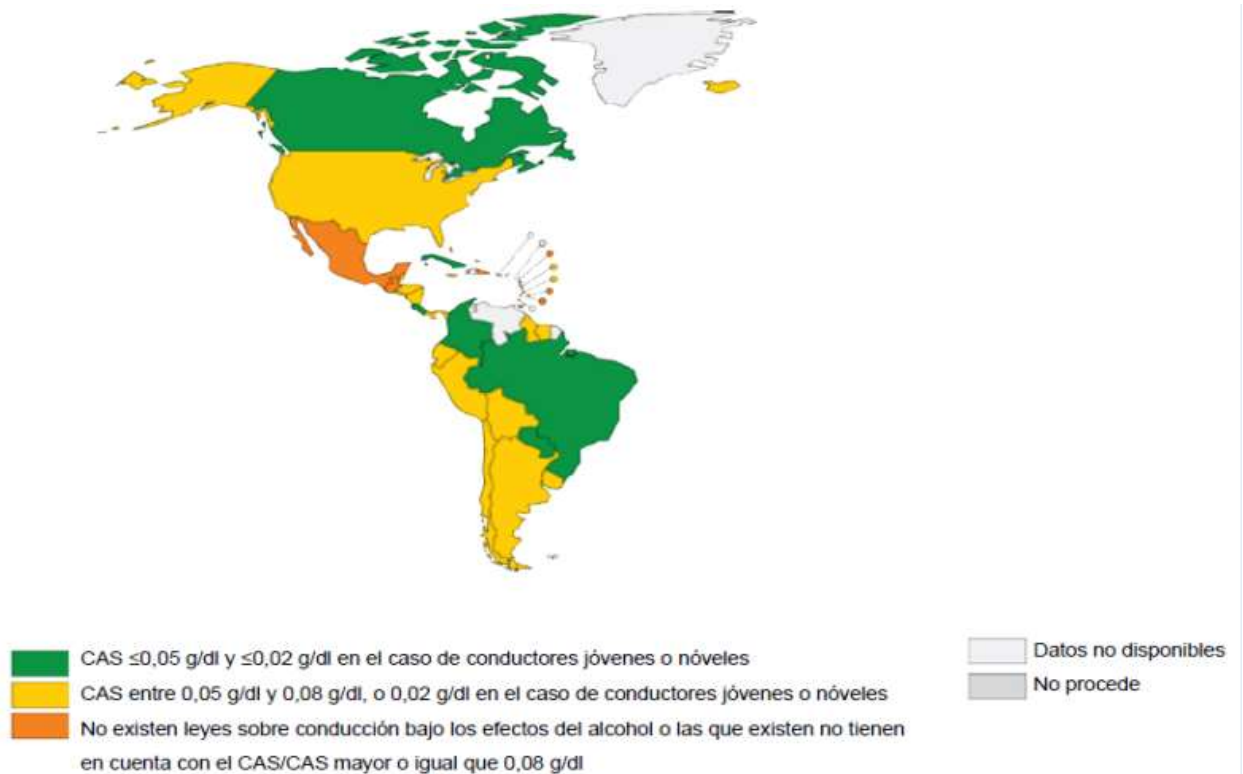 CAS ≤0,05 g/dl y ≤0,02 g/dl en el caso de conductores jóvenes o nóveles
CAS entre 0,05 g/dl y 0,08 g/dl, o 0,02 g/dl en el caso de conductores jóvenes o nóveles
No existen leyes sobre conducción bajo los efectos del alcohol o las que existen no tienen
en cuenta con el CAS/CAS mayor o igual que 0,08 g/dl
Datos no disponibles
No procede